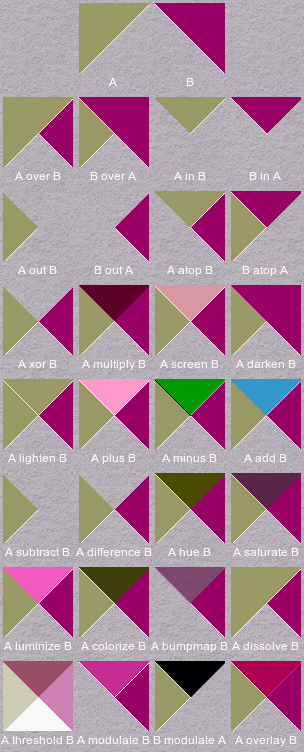 A B
A over B B over A A in B B in A
A out B B out A A atop B B atop A
A xor B A multiply B A screen B A darken B
A lighten B A plus B A minus B A add B
A subtract B A difference B A hue B A saturate B
A luminize B A colorize B A bumpmap B A dissolve B
A threshold B A modulate B B modulate A A overlay B